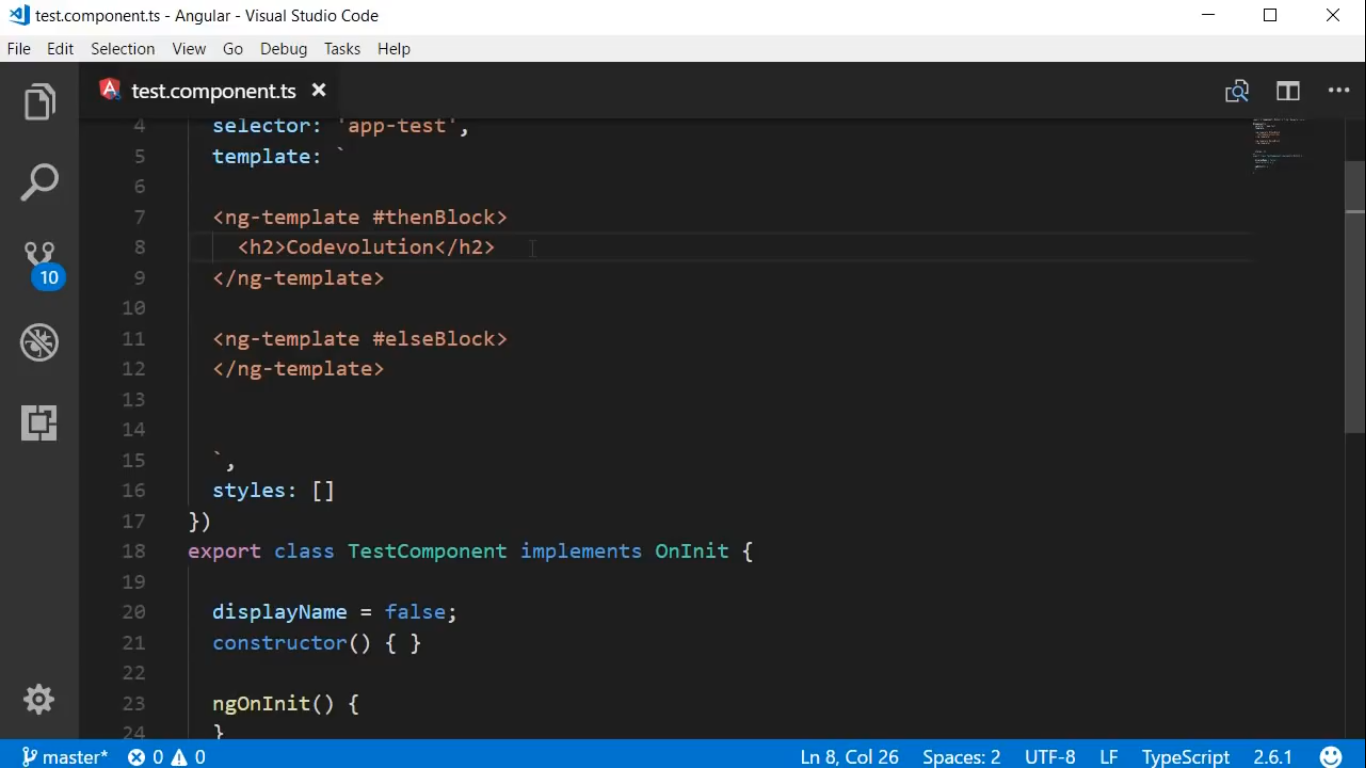 test.component.ts - Angular - Visual Studio Code
File Edit Selection View Go Debug Tasks Help
test.component.ts
4 selector: 'app-test',
5 template: `
6
7 <ng-template #thenBlock>
8 <h2>Codevolution</h2>
9 </ng-template>
10
11 <ng-template #elseBlock>
12 </ng-template>
13
14
15 `,
16 styles: []
17 })
18 export class TestComponent implements OnInit {
19
20 displayName = false;
21 constructor() { }
22
23 ngOnInit() {
24 }
10
master* 0 0 Ln 8, Col 26 Spaces: 2 UTF-8 LF TypeScript 2.6.1